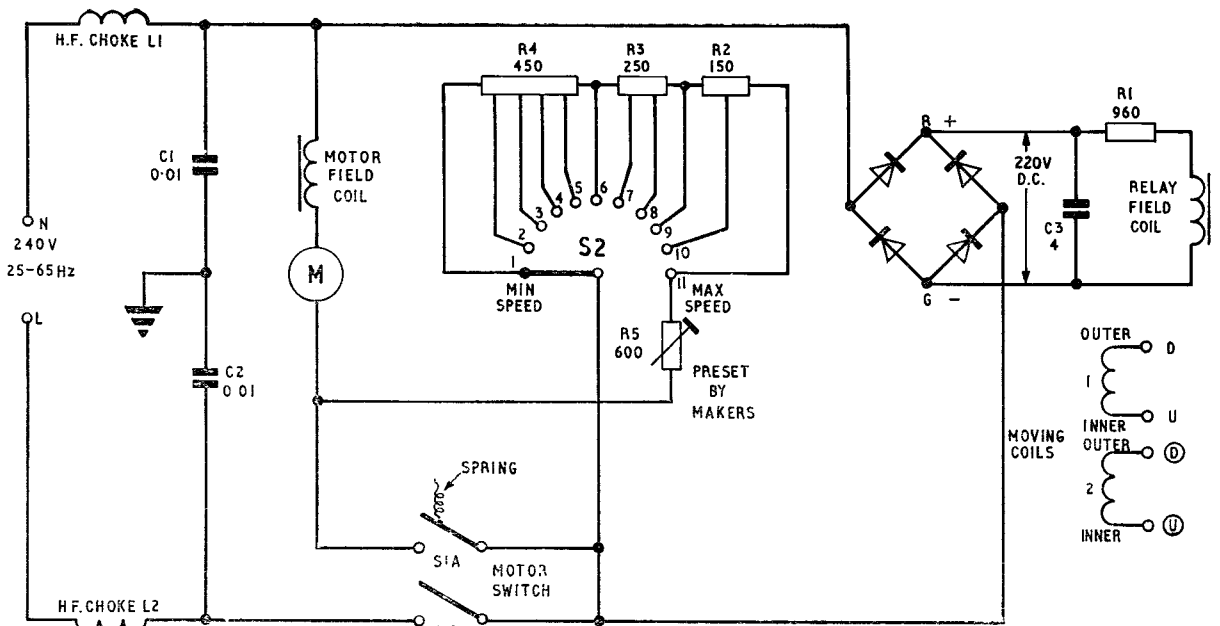 H.F. CHOKE L1
R4
450
R3
250
R2
150
R1
960
C1
0·01
MOTOR
FIELD
COIL
R +
220V
D.C.
C3
4
RELAY
FIELD
COIL
N
240V
25-65Hz
L
1
2
3
4
5
6
7
8
9
10
11
S2
MIN
SPEED
MAX
SPEED
M
G -
R5
600
PRESET
BY
MAKERS
C2
0·01
OUTER
D
1
U
INNER
MOVING
COILS
OUTER
D
2
U
INNER
SPRING
S1A
MOTOR
SWITCH
H.F. CHOKE L2